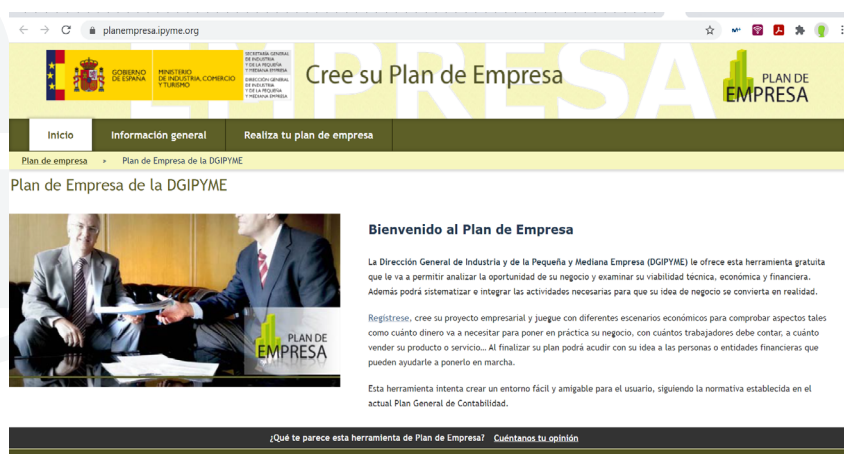 planempresa.ipyme.org
EMPRESA
GOBIERNO
DE ESPAÑA
MINISTERIO
DE INDUSTRIA, COMERCIO
Y TURISMO
SECRETARÍA GENERAL
DE INDUSTRIA
Y DE LA PEQUEÑA
Y MEDIANA EMPRESA
DIRECCIÓN GENERAL
DE INDUSTRIA
Y DE LA PEQUEÑA
Y MEDIANA EMPRESA
Cree su Plan de Empresa
PLAN DE
EMPRESA
Inicio Información general Realiza tu plan de empresa
Plan de empresa » Plan de Empresa de la DGIPYME
Plan de Empresa de la DGIPYME
PLAN DE
EMPRESA
Bienvenido al Plan de Empresa
La Dirección General de Industria y de la Pequeña y Mediana Empresa (DGIPYME) le ofrece esta herramienta gratuita
que le va a permitir analizar la oportunidad de su negocio y examinar su viabilidad técnica, económica y financiera.
Además podrá sistematizar e integrar las actividades necesarias para que su idea de negocio se convierta en realidad.
Regístrese, cree su proyecto empresarial y juegue con diferentes escenarios económicos para comprobar aspectos tales
como cuánto dinero va a necesitar para poner en práctica su negocio, con cuántos trabajadores debe contar, a cuánto
vender su producto o servicio... Al finalizar su plan podrá acudir con su idea a las personas o entidades financieras que
pueden ayudarle a ponerlo en marcha.
Esta herramienta intenta crear un entorno fácil y amigable para el usuario, siguiendo la normativa establecida en el
actual Plan General de Contabilidad.
¿Qué te parece esta herramienta de Plan de Empresa? Cuéntanos tu opinión